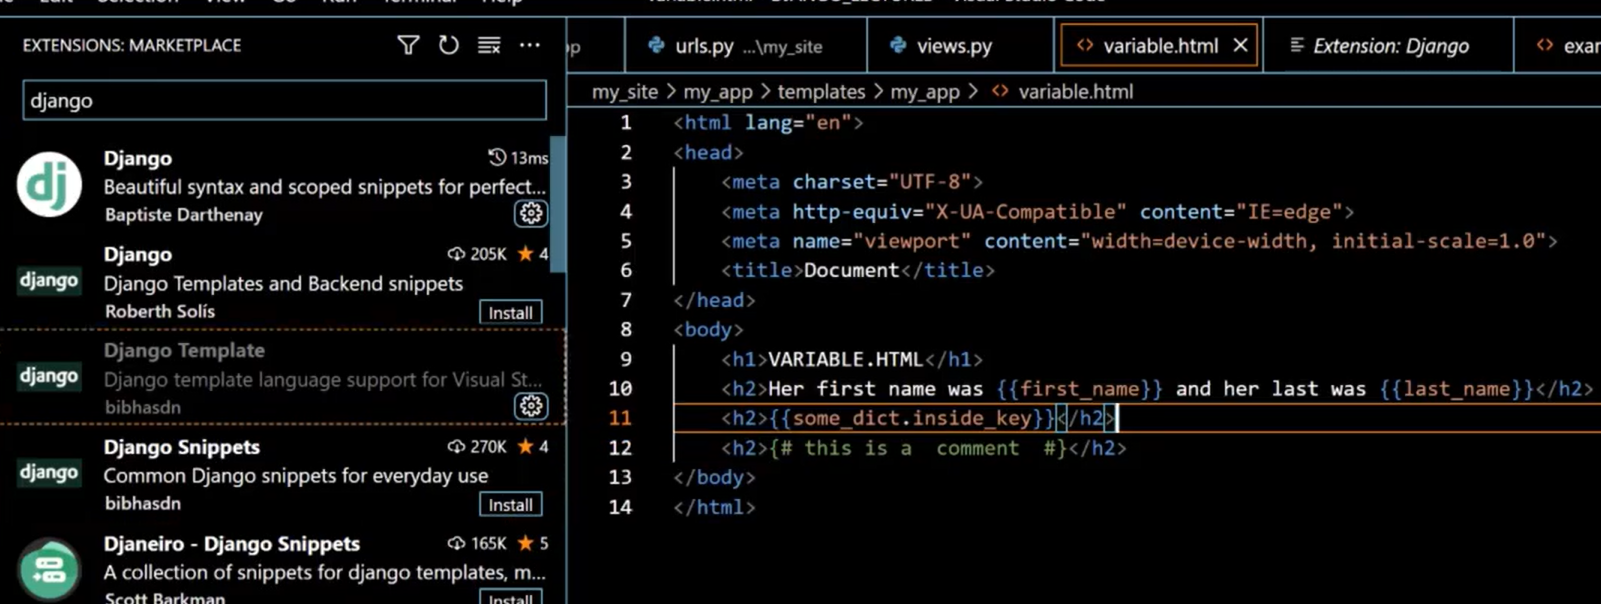 Edit Selection View Go Run Terminal Help
EXTENSIONS: MARKETPLACE
django
Django 13ms
Beautiful syntax and scoped snippets for perfect...
Baptiste Darthenay
Django 205K ★ 4
Django Templates and Backend snippets
Roberth Solís Install
Django Template
Django template language support for Visual St...
bibhasdn
Django Snippets 270K ★ 4
Common Django snippets for everyday use
bibhasdn Install
Djaneiro - Django Snippets 165K ★ 5
A collection of snippets for django templates, m...
Scott Barkman Install
urls.py ...\my_site views.py <> variable.html × Extension: Django <> exar
my_site > my_app > templates > my_app > <> variable.html
1 <html lang="en">
2 <head>
3 <meta charset="UTF-8">
4 <meta http-equiv="X-UA-Compatible" content="IE=edge">
5 <meta name="viewport" content="width=device-width, initial-scale=1.0">
6 <title>Document</title>
7 </head>
8 <body>
9 <h1>VARIABLE.HTML</h1>
10 <h2>Her first name was {{first_name}} and her last was {{last_name}}</h2>
11 <h2>{{some_dict.inside_key}}</h2>
12 <h2>{# this is a  comment  #}</h2>
13 </body>
14 </html>